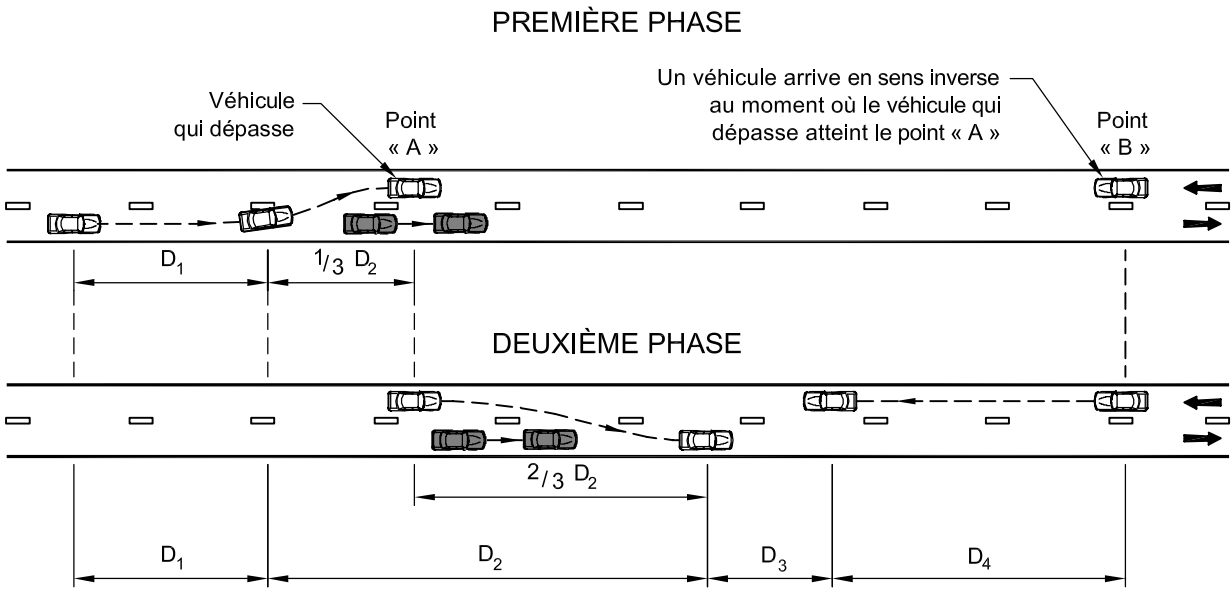 PREMIÈRE PHASE
Véhicule
qui dépasse
Point
« A »
Un véhicule arrive en sens inverse
au moment où le véhicule qui
dépasse atteint le point « A »
Point
« B »
D1
1/3 D2
DEUXIÈME PHASE
2/3 D2
D1
D2
D3
D4